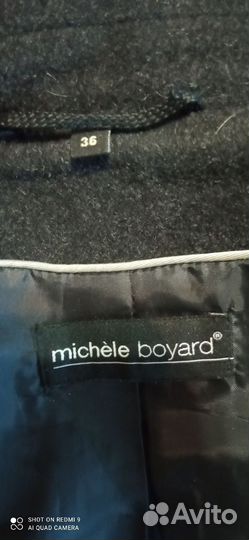 36
michèle boyard®
SHOT ON REDMI 9
AI QUAD CAMERA
Avito